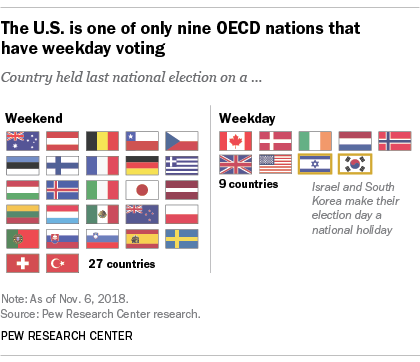 The U.S. is one of only nine OECD nations that
have weekday voting
Country held last national election on a ...
Weekend
Weekday
9 countries
Israel and South
Korea make their
election day a
national holiday
27 countries
Note: As of Nov. 6, 2018.
Source: Pew Research Center research.
PEW RESEARCH CENTER